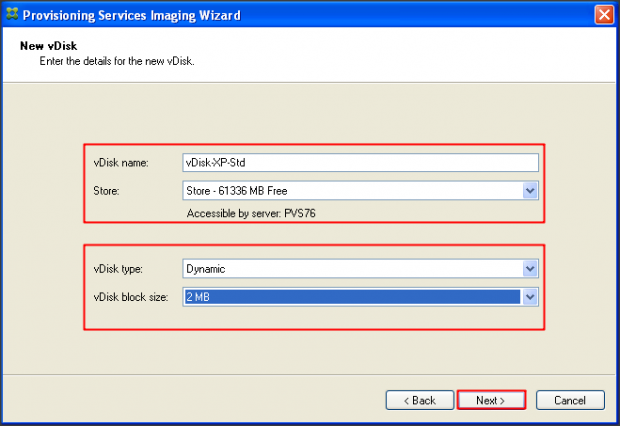 Provisioning Services Imaging Wizard
New vDisk
Enter the details for the new vDisk.
vDisk name: vDisk-XP-Std
Store: Store - 61336 MB Free
Accessible by server: PVS76
vDisk type: Dynamic
vDisk block size: 2 MB
< Back Next > Cancel